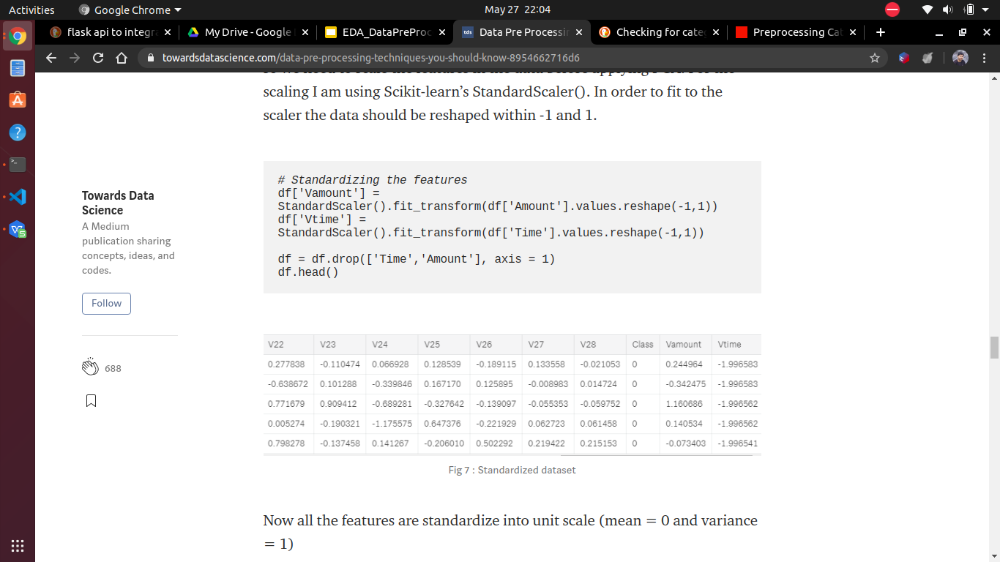 Activities
Google Chrome
May 27 22:04
flask api to integra
My Drive - Google
EDA_DataPreProc
tds
Data Pre Processin
Checking for cate
Preprocessing Ca
towardsdatascience.com/data-pre-processing-techniques-you-should-know-8954662716d6
scaling I am using Scikit-learn’s StandardScaler(). In order to fit to the
scaler the data should be reshaped within -1 and 1.
# Standardizing the features
df['Vamount'] =
StandardScaler().fit_transform(df['Amount'].values.reshape(-1,1))
df['Vtime'] =
StandardScaler().fit_transform(df['Time'].values.reshape(-1,1))
df = df.drop(['Time','Amount'], axis = 1)
df.head()
Towards Data
Science
A Medium
publication sharing
concepts, ideas, and
codes.
Follow
688
V22 V23 V24 V25 V26 V27 V28 Class Vamount Vtime
0.277838 -0.110474 0.066928 0.128539 -0.189115 0.133558 -0.021053 0 0.244964 -1.996583
-0.638672 0.101288 -0.339846 0.167170 0.125895 -0.008983 0.014724 0 -0.342475 -1.996583
0.771679 0.909412 -0.689281 -0.327642 -0.139097 -0.055353 -0.059752 0 1.160686 -1.996562
0.005274 -0.190321 -1.175575 0.647376 -0.221929 0.062723 0.061458 0 0.140534 -1.996562
0.798278 -0.137458 0.141267 -0.206010 0.502292 0.219422 0.215153 0 -0.073403 -1.996541
Fig 7 : Standardized dataset
Now all the features are standardize into unit scale (mean = 0 and variance
= 1)